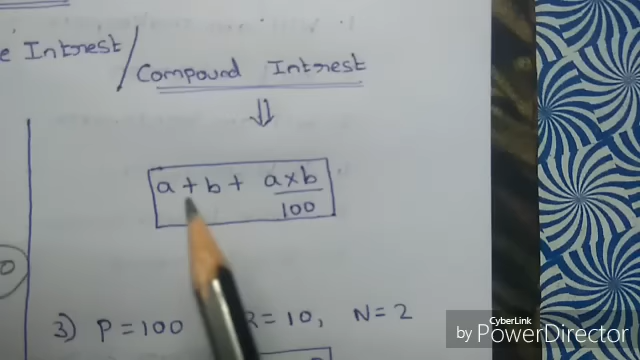 Intrest/
Compound Intrest
⇓
a + b + a×b
100
3) P = 100 R = 10, N = 2
CyberLink
by PowerDirector